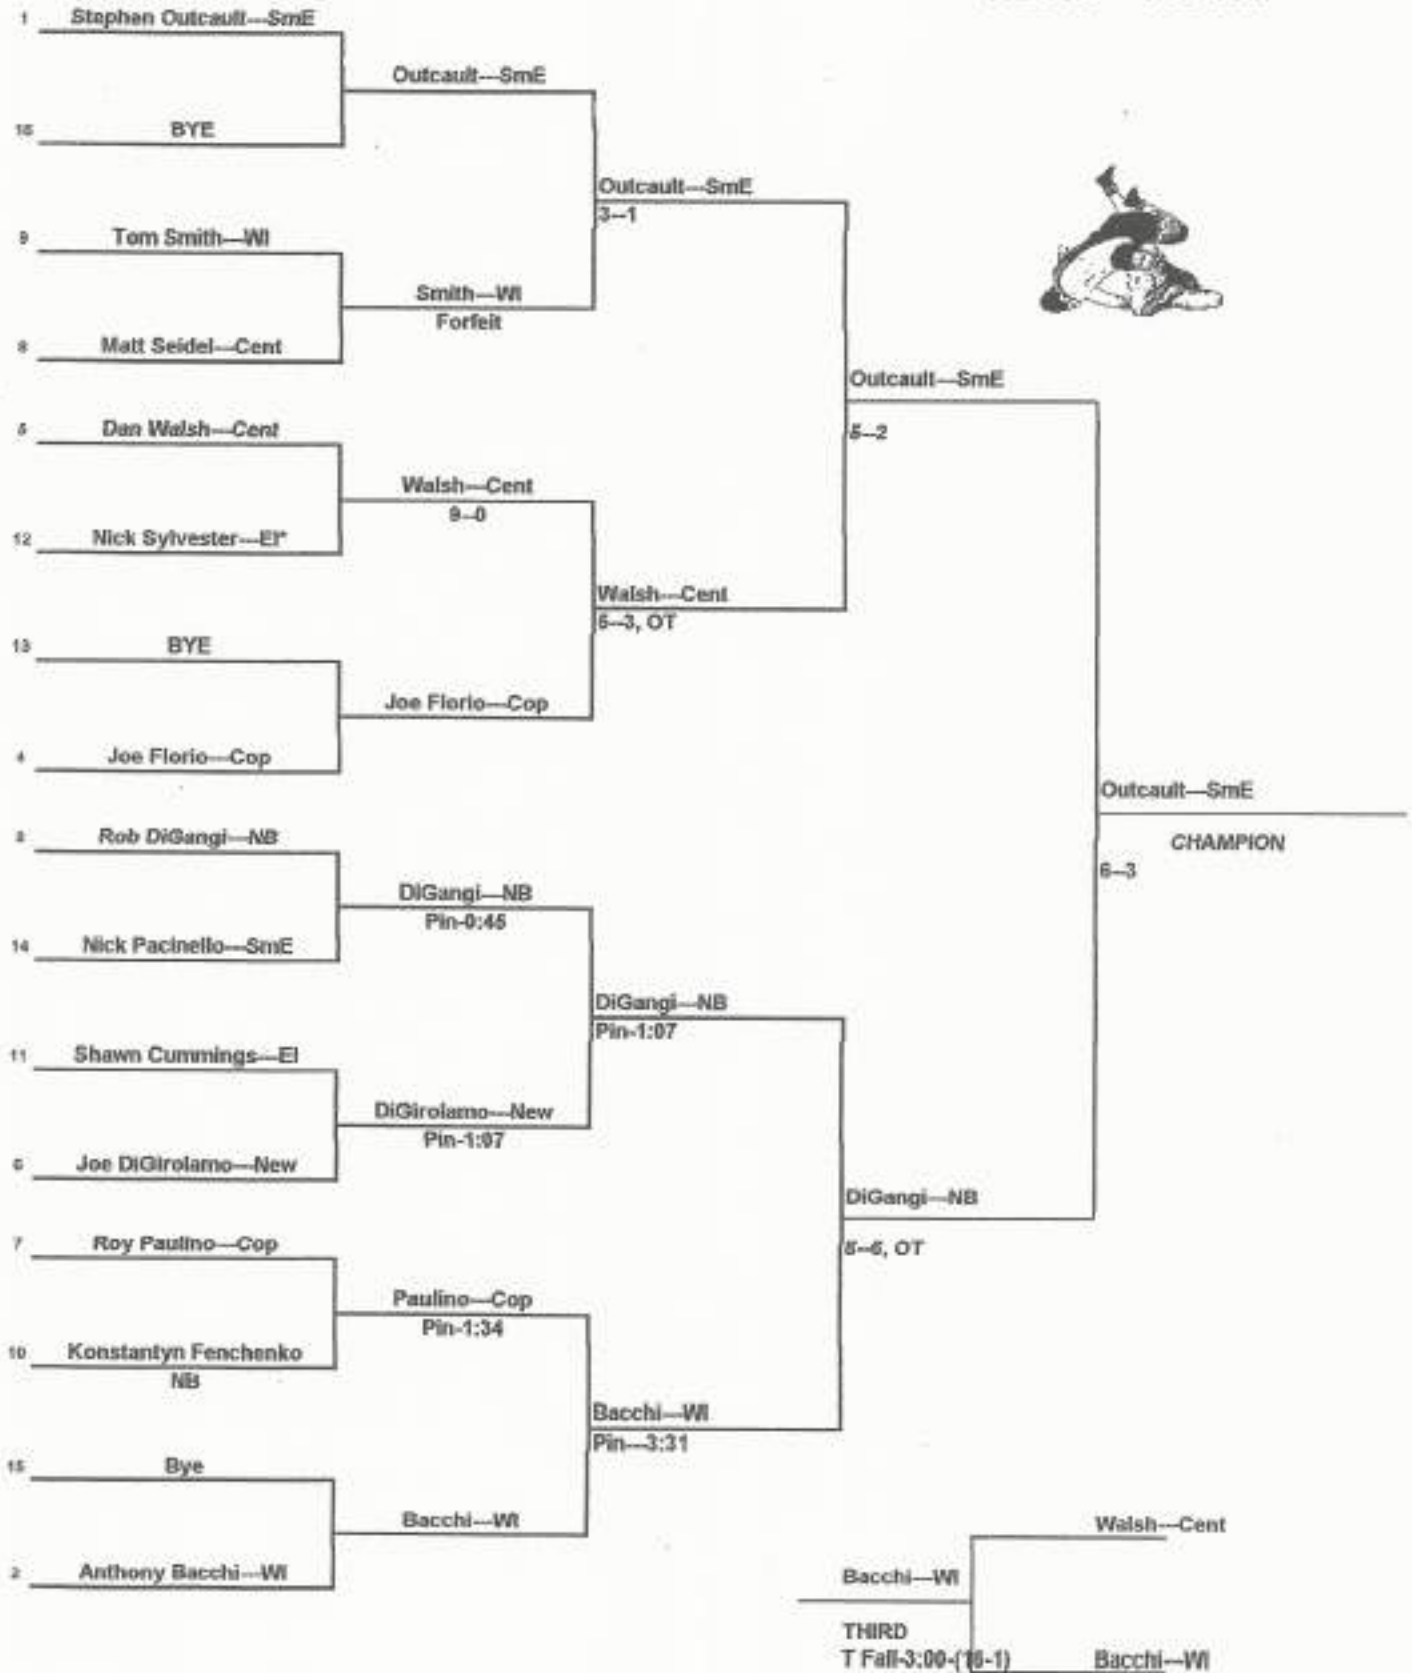 1 Stephen Outcault---SmE
Outcault---SmE
16 BYE
Outcault---SmE
3--1
9 Tom Smith---WI
Smith---WI
Forfeit
8 Matt Seidel---Cent
Outcault---SmE
5--2
5 Dan Walsh---Cent
Walsh---Cent
9--0
12 Nick Sylvester---EI*
Walsh---Cent
5--3, OT
13 BYE
Joe Florio---Cop
4 Joe Florio---Cop
Outcault---SmE
CHAMPION
6--3
3 Rob DiGangi---NB
DiGangi---NB
Pin-0:45
14 Nick Pacinello---SmE
DiGangi---NB
Pin-1:07
11 Shawn Cummings---EI
DiGirolamo---New
Pin-1:07
6 Joe DiGirolamo---New
DiGangi---NB
8--6, OT
7 Roy Paulino---Cop
Paulino---Cop
Pin-1:34
10 Konstantyn Fenchenko
NB
Bacchi---WI
Pin---3:31
15 Bye
Bacchi---WI
2 Anthony Bacchi---WI
Walsh---Cent
Bacchi---WI
THIRD
T Fall-3:00-(16-1)
Bacchi---WI